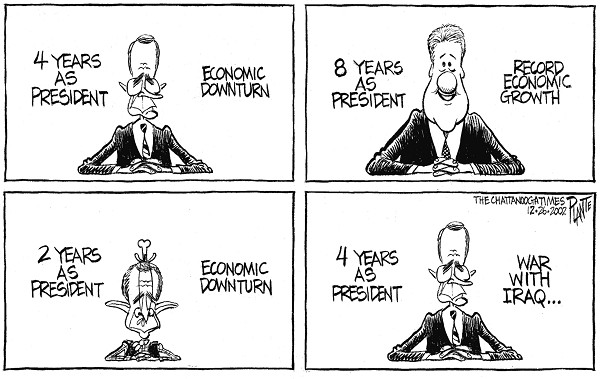 4 YEARS
AS
PRESIDENT
ECONOMIC
DOWNTURN
8 YEARS
AS
PRESIDENT
RECORD
ECONOMIC
GROWTH
2 YEARS
AS
PRESIDENT
ECONOMIC
DOWNTURN
THE CHATTANOOGA TIMES
12-26-2002
PLANTE
4 YEARS
AS
PRESIDENT
WAR
WITH
IRAQ...